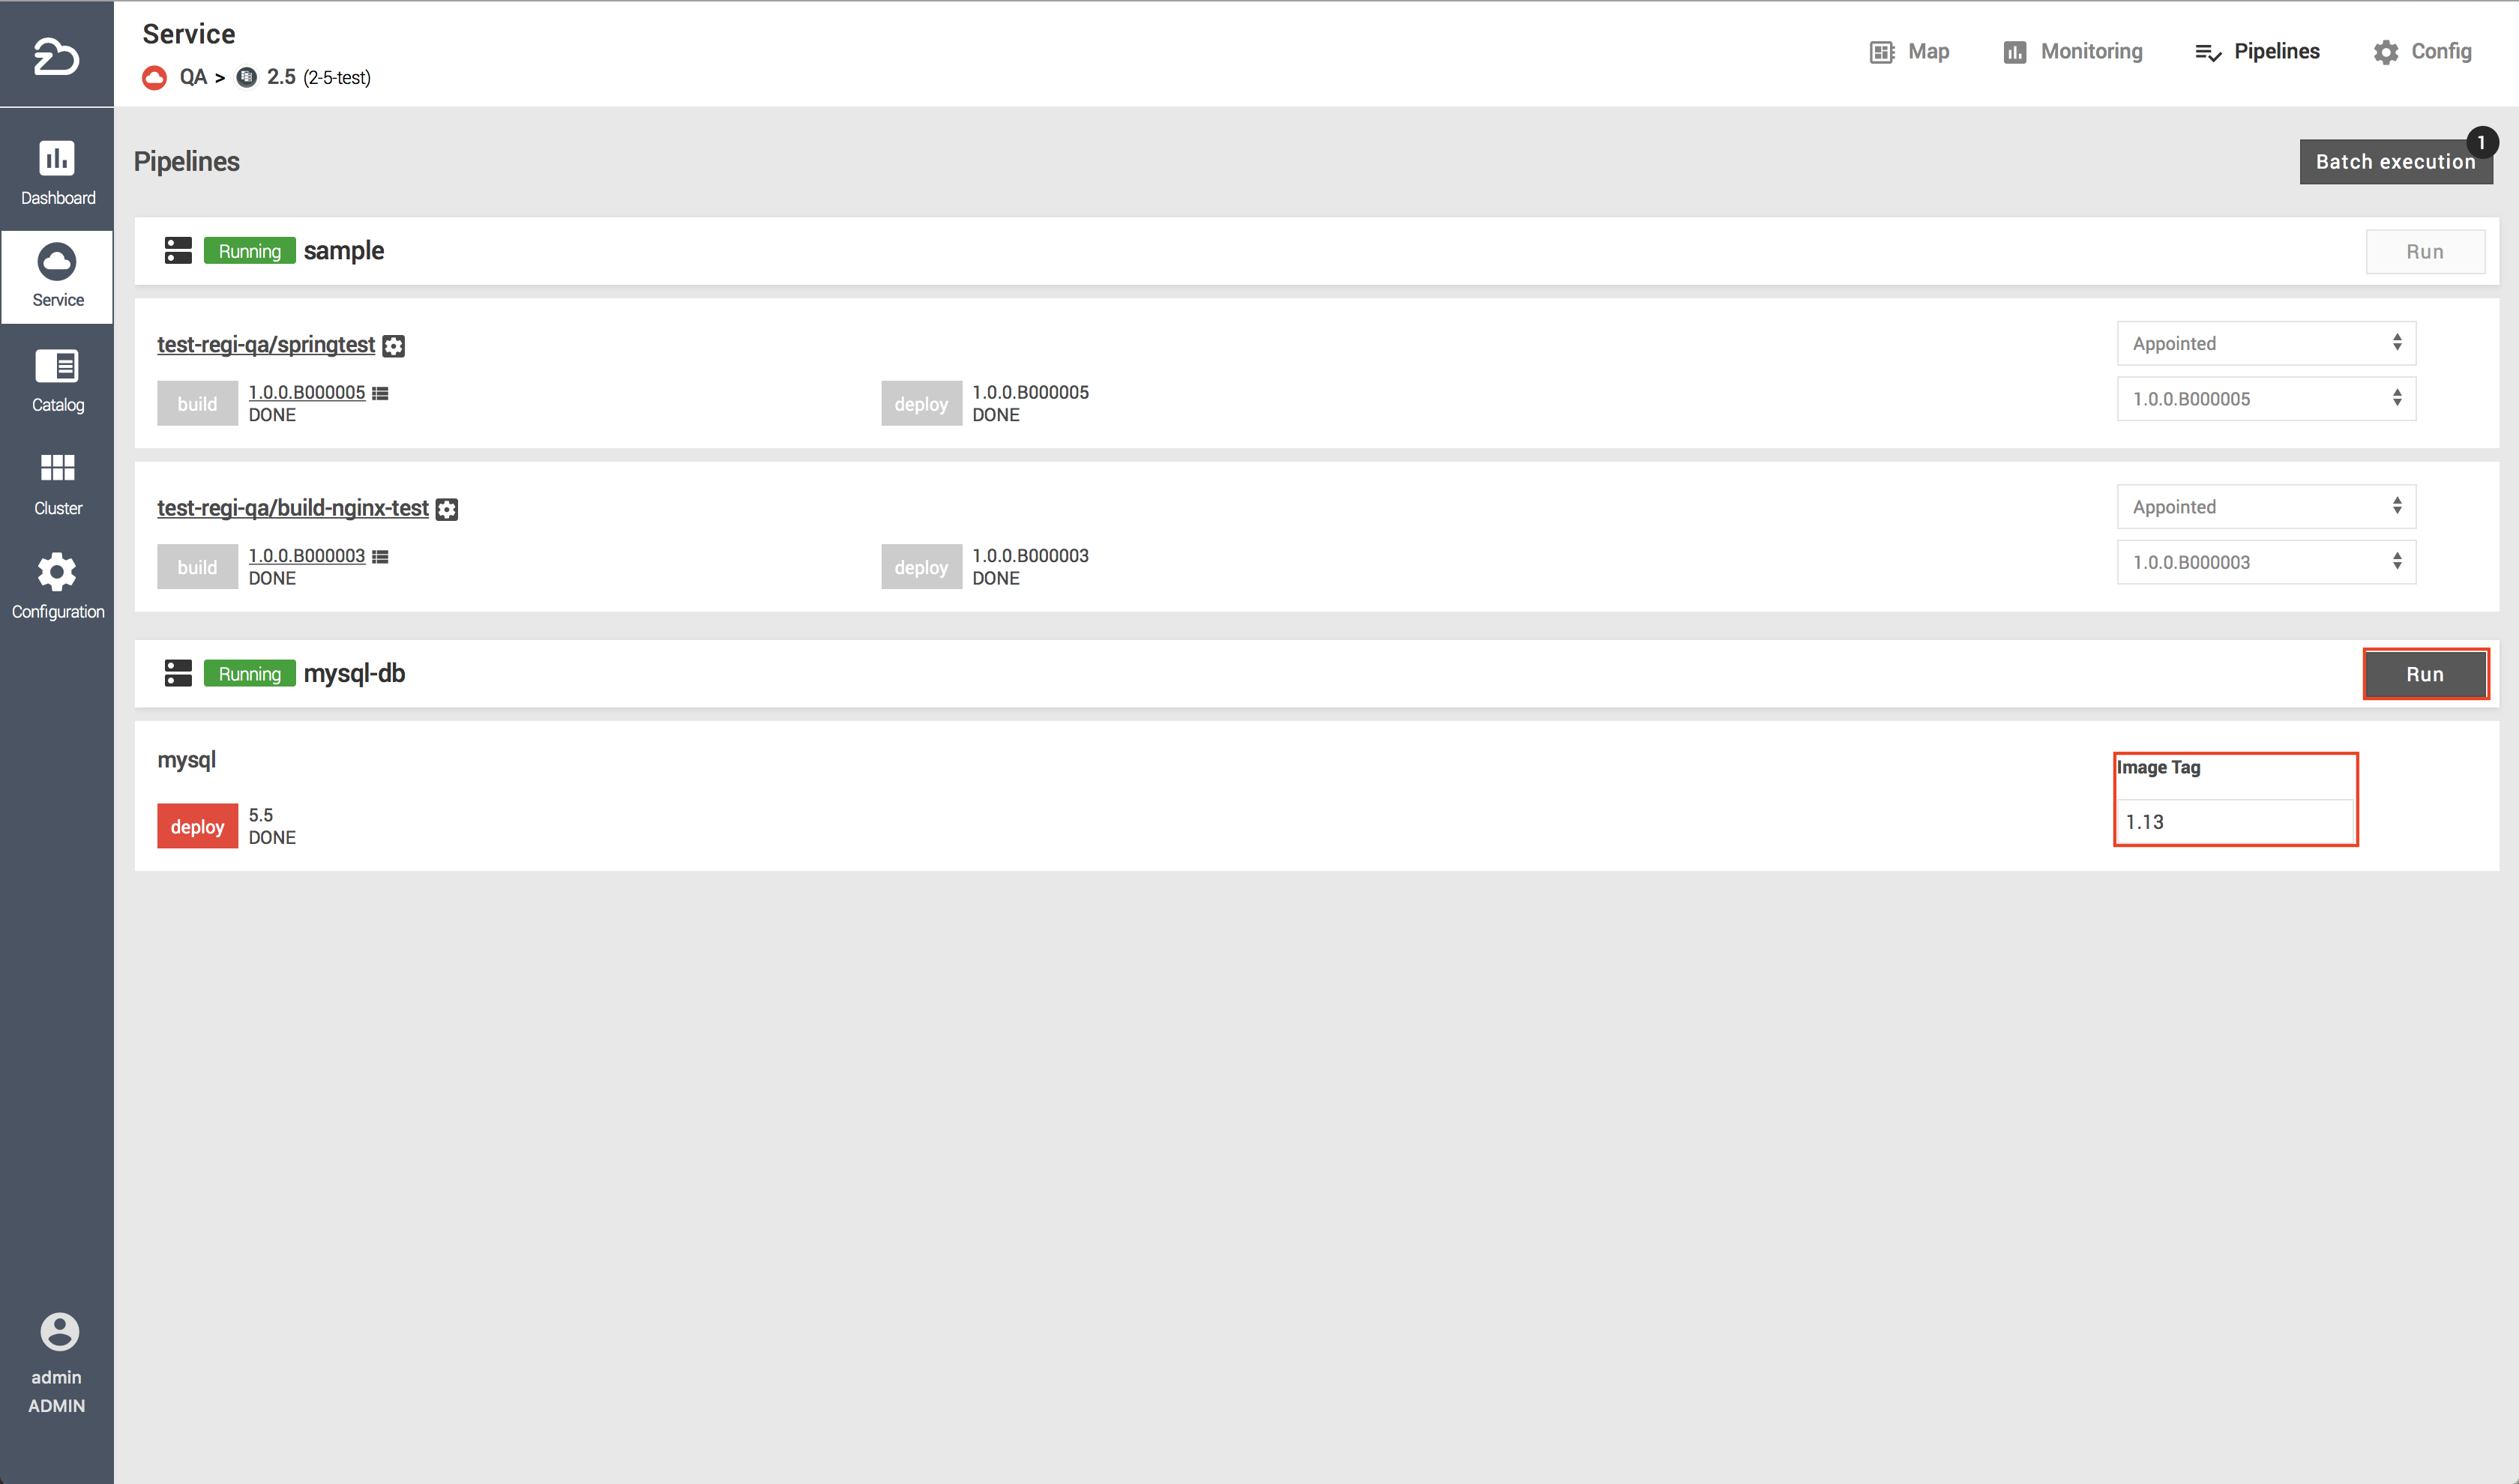 Service
QA > 2.5 (2-5-test)
Map
Monitoring
Pipelines
Config
Dashboard
Service
Catalog
Cluster
Configuration
admin
ADMIN
Pipelines
Batch execution
1
Running sample
Run
test-regi-qa/springtest
build
1.0.0.B000005
DONE
deploy
1.0.0.B000005
DONE
Appointed
1.0.0.B000005
test-regi-qa/build-nginx-test
build
1.0.0.B000003
DONE
deploy
1.0.0.B000003
DONE
Appointed
1.0.0.B000003
Running mysql-db
Run
mysql
deploy
5.5
DONE
Image Tag
1.13